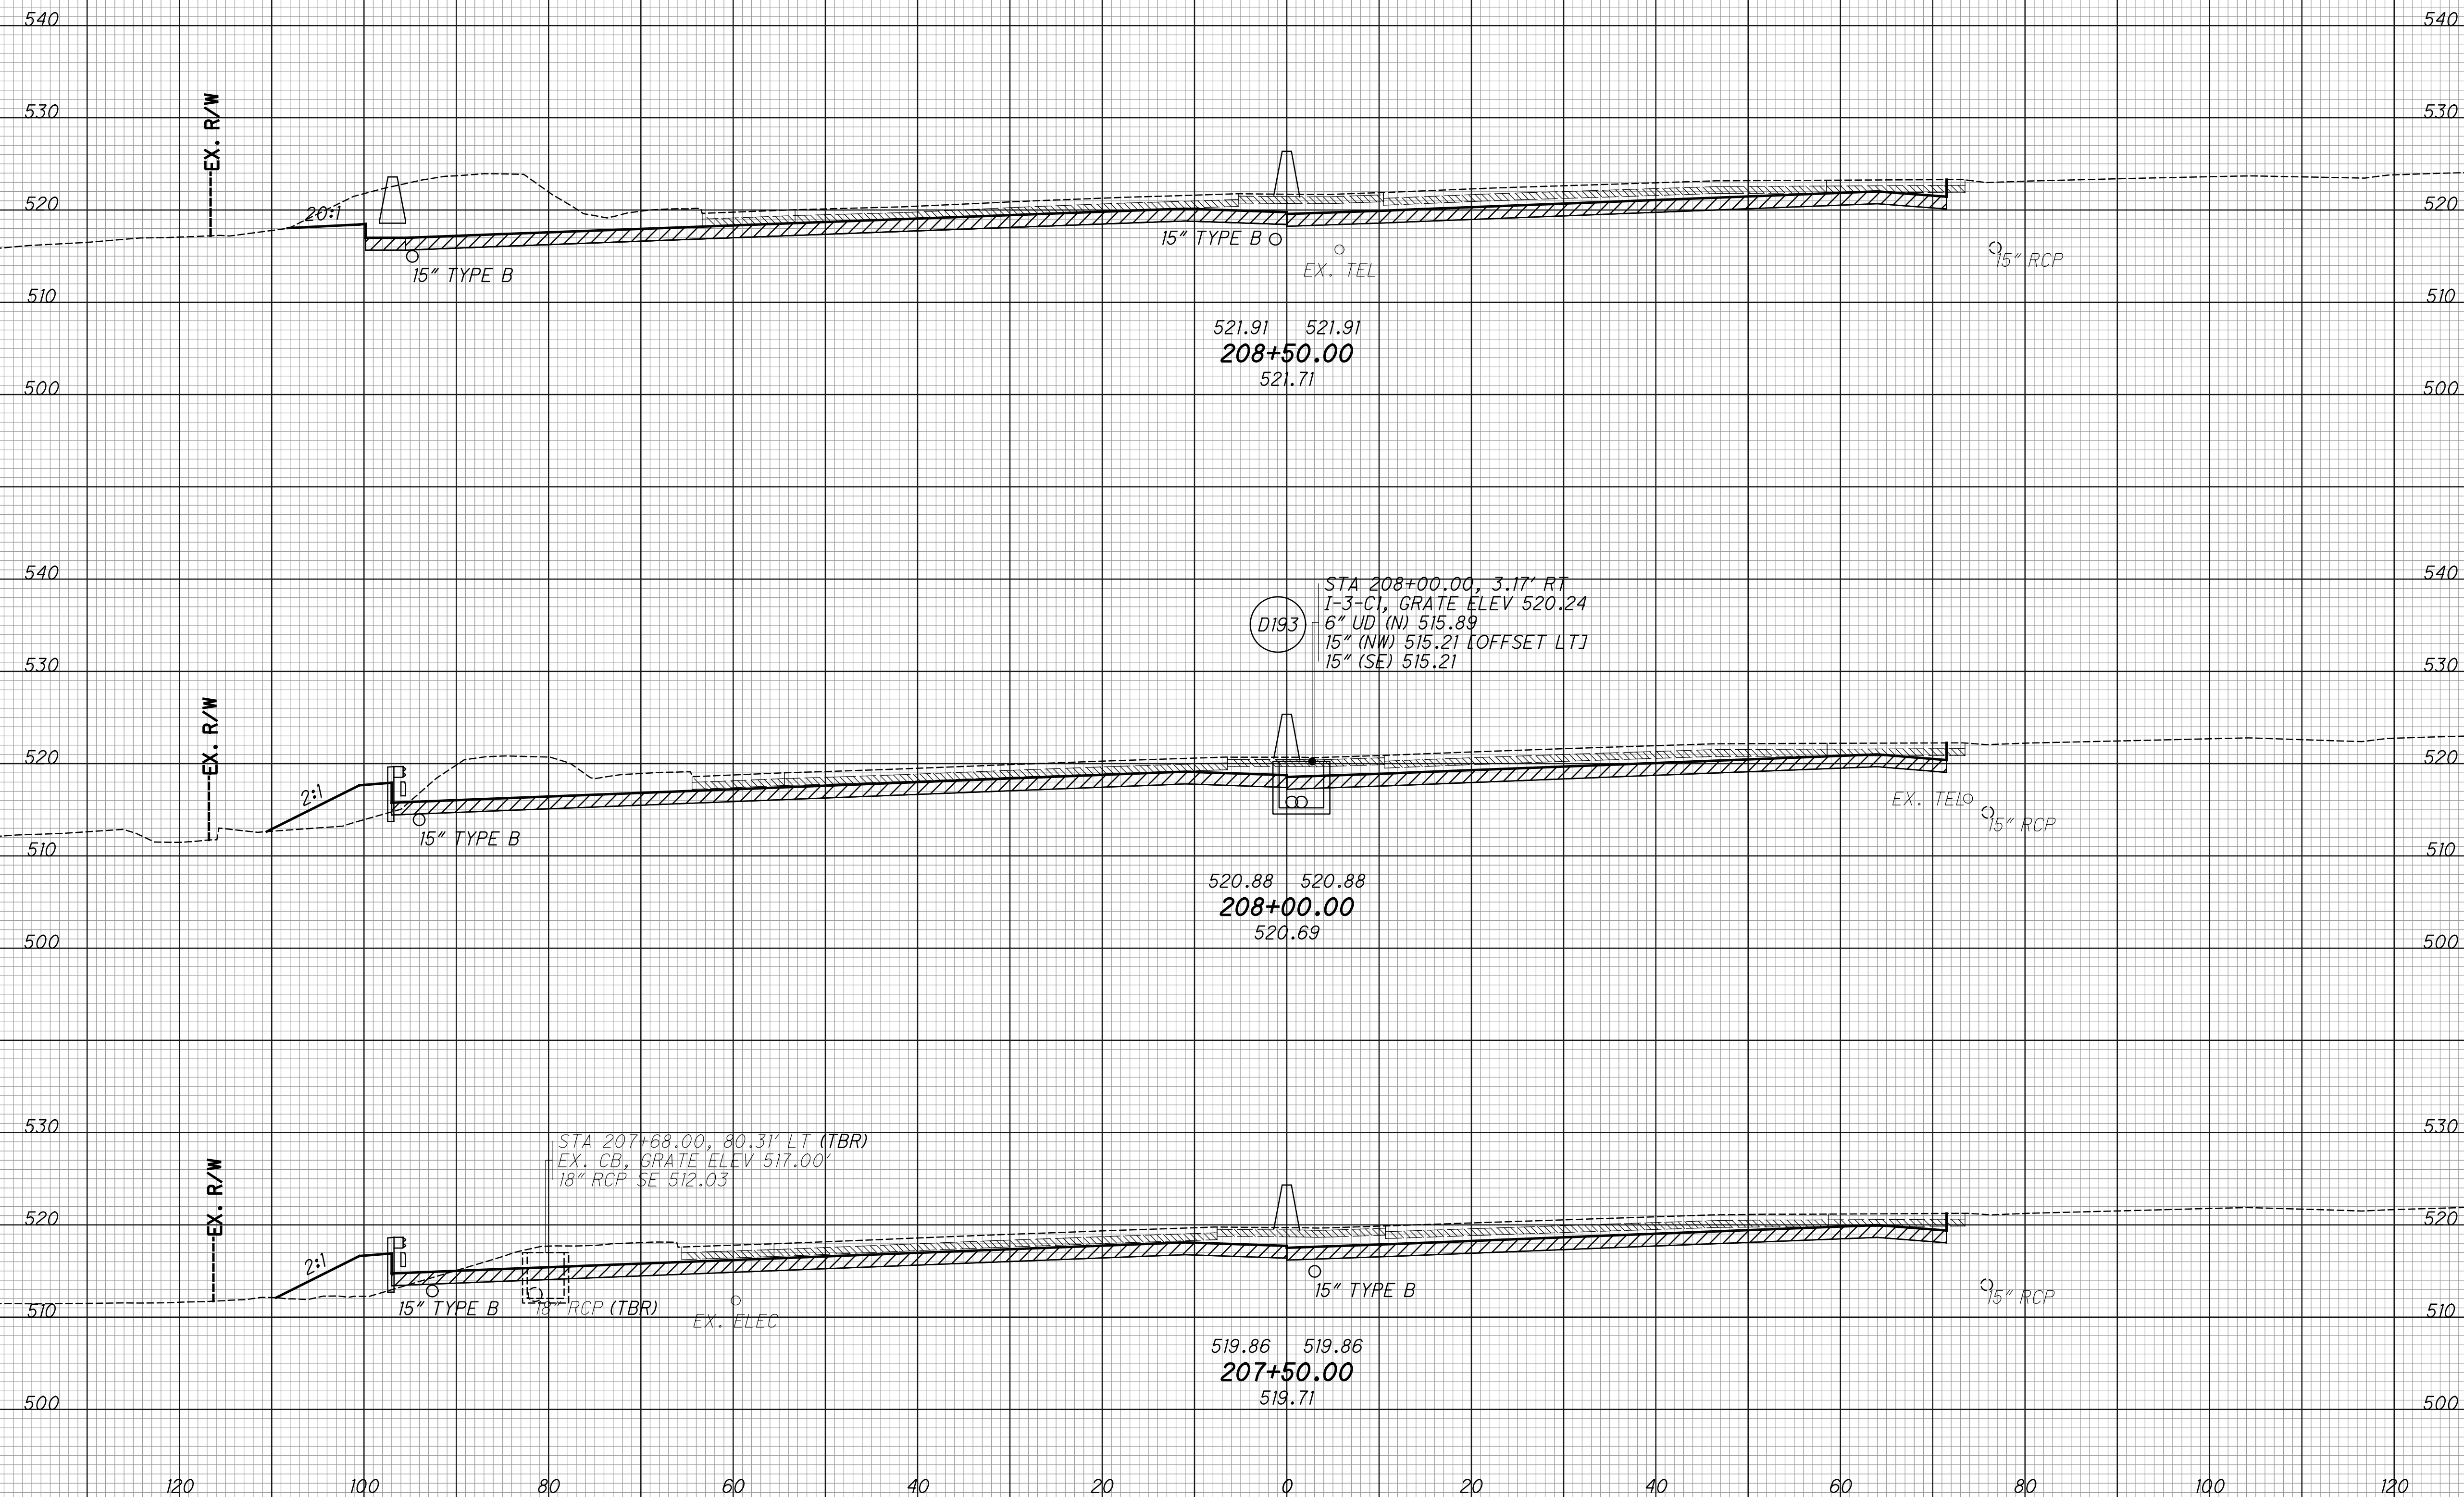 540 540
530 530
EX. R/W
520 20:1 520
15" TYPE B 15" TYPE B EX. TEL 15" RCP
510 510
521.91 521.91
208+50.00
521.71
500 500
540 540
STA 208+00.00, 3.17' RT
I-3-C1, GRATE ELEV 520.24
D193 6" UD (N) 515.89
15" (NW) 515.21 [OFFSET LT]
15" (SE) 515.21
530 530
EX. R/W
520 520
2:1 EX. TEL
15" TYPE B 15" RCP
510 510
520.88 520.88
208+00.00
520.69
500 500
530 530
STA 207+68.00, 80.31' LT (TBR)
EX. CB, GRATE ELEV 517.00'
18" RCP SE 512.03
EX. R/W
520 520
2:1
15" TYPE B 18" RCP (TBR) EX. ELEC 15" TYPE B 15" RCP
510 510
519.86 519.86
207+50.00
519.71
500 500
120 100 80 60 40 20 0 20 40 60 80 100 120